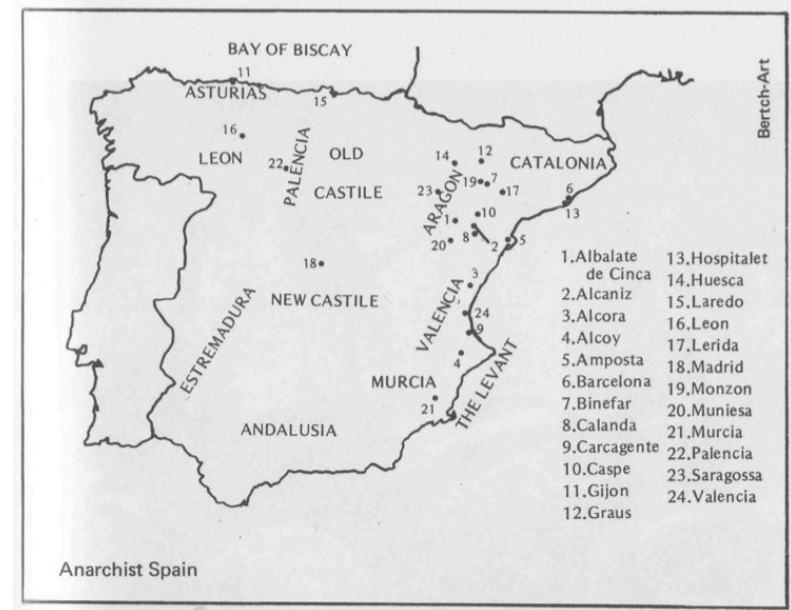 BAY OF BISCAY
11
ASTURIAS
15
16
LEON
22
PALENCIA
OLD
CASTILE
14
12
CATALONIA
19
7
23
17
ARAGON
6
13
1
10
8
20
2
5
18
3
NEW CASTILE
VALENCIA
24
9
ESTREMADURA
4
MURCIA
THE LEVANT
21
ANDALUSIA
Bertch-Art
1.Albalate
de Cinca
2.Alcaniz
3.Alcora
4.Alcoy
5.Amposta
6.Barcelona
7.Binefar
8.Calanda
9.Carcagente
10.Caspe
11.Gijon
12.Graus
13.Hospitalet
14.Huesca
15.Laredo
16.Leon
17.Lerida
18.Madrid
19.Monzon
20.Muniesa
21.Murcia
22.Palencia
23.Saragossa
24.Valencia
Anarchist Spain